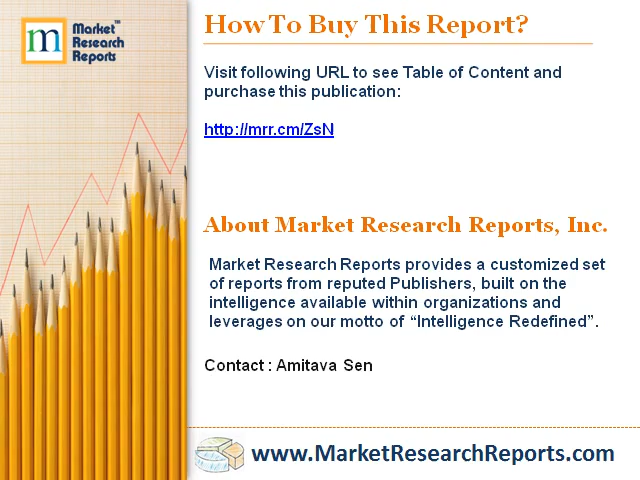 m
Market™
Research
Reports
How To Buy This Report?
Visit following URL to see Table of Content and
purchase this publication:
http://mrr.cm/ZsN
About Market Research Reports, Inc.
Market Research Reports provides a customized set
of reports from reputed Publishers, built on the
intelligence available within organizations and
leverages on our motto of “Intelligence Redefined”.
Contact : Amitava Sen
www.MarketResearchReports.com